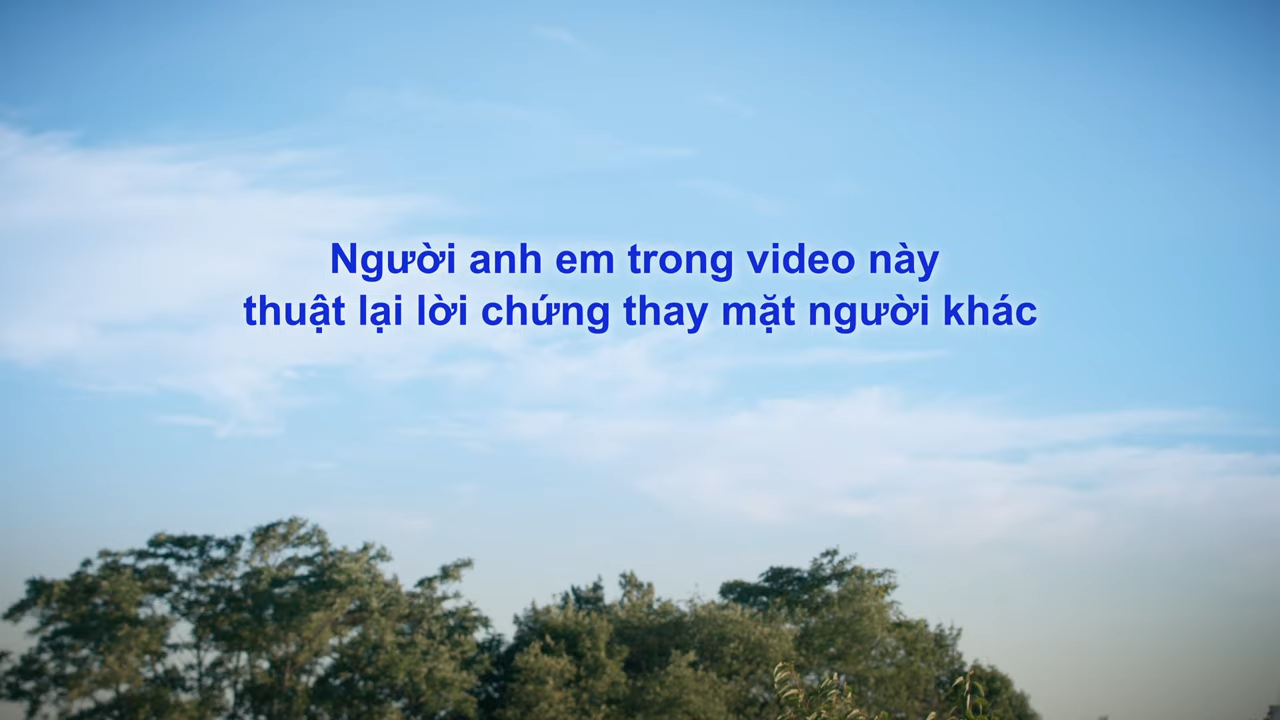 Người anh em trong video này
thuật lại lời chứng thay mặt người khác